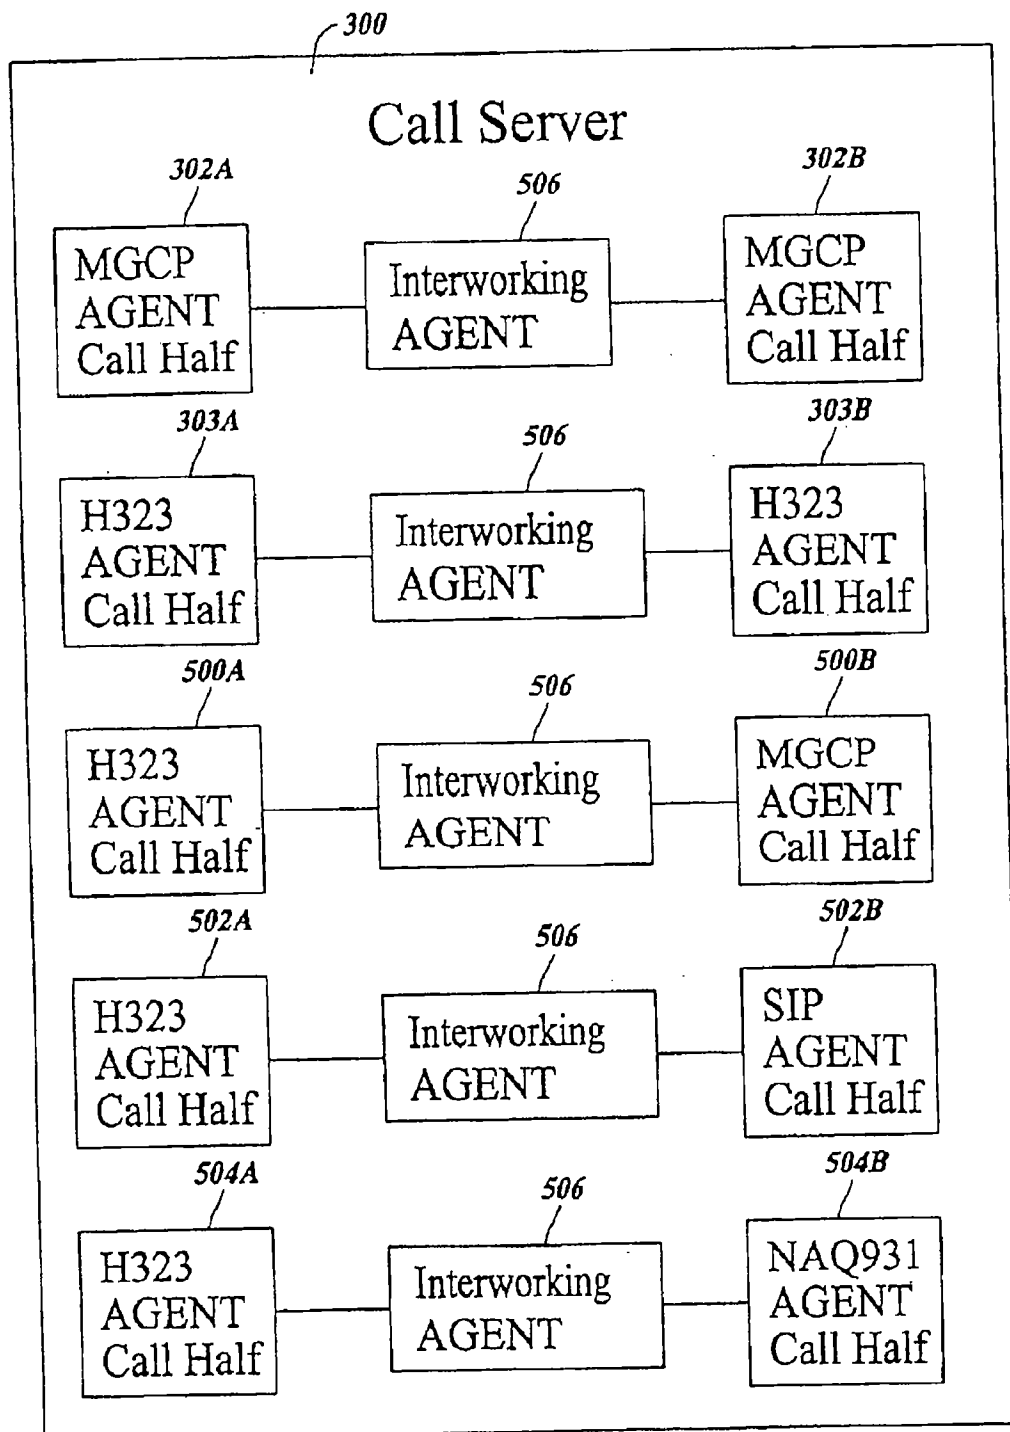 300
Call Server
302A
506
302B
MGCP
AGENT
Call Half
Interworking
AGENT
MGCP
AGENT
Call Half
303A
506
303B
H323
AGENT
Call Half
Interworking
AGENT
H323
AGENT
Call Half
500A
506
500B
H323
AGENT
Call Half
Interworking
AGENT
MGCP
AGENT
Call Half
502A
506
502B
H323
AGENT
Call Half
Interworking
AGENT
SIP
AGENT
Call Half
504A
506
504B
H323
AGENT
Call Half
Interworking
AGENT
NAQ931
AGENT
Call Half